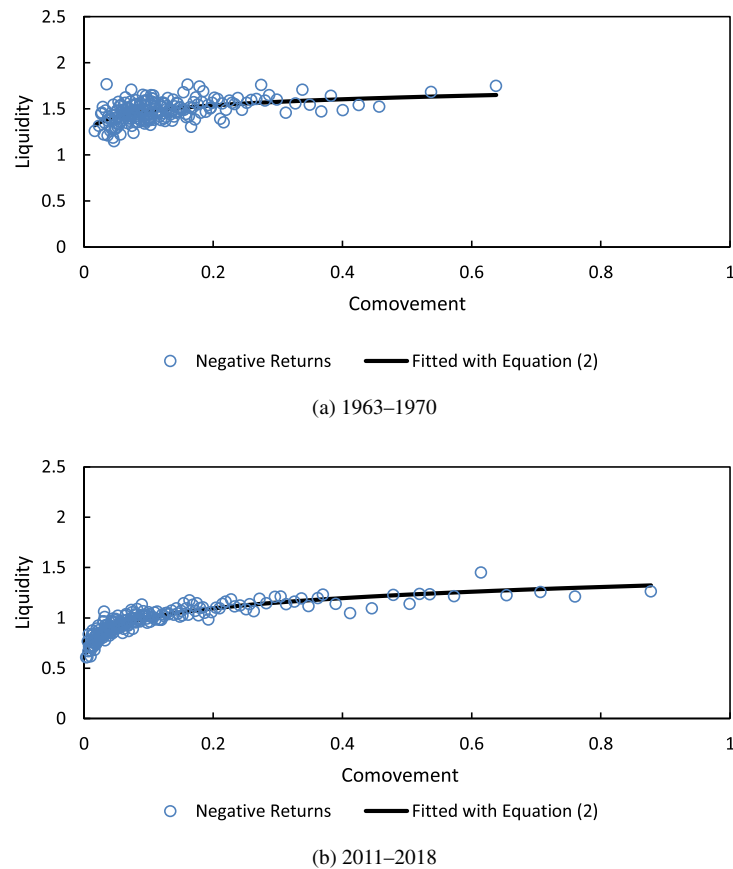 2.5
2
1.5
1
0.5
0
Liquidity
0 0.2 0.4 0.6 0.8 1
Comovement
Negative Returns Fitted with Equation (2)
(a) 1963–1970
2.5
2
1.5
1
0.5
0
Liquidity
0 0.2 0.4 0.6 0.8 1
Comovement
Negative Returns Fitted with Equation (2)
(b) 2011–2018